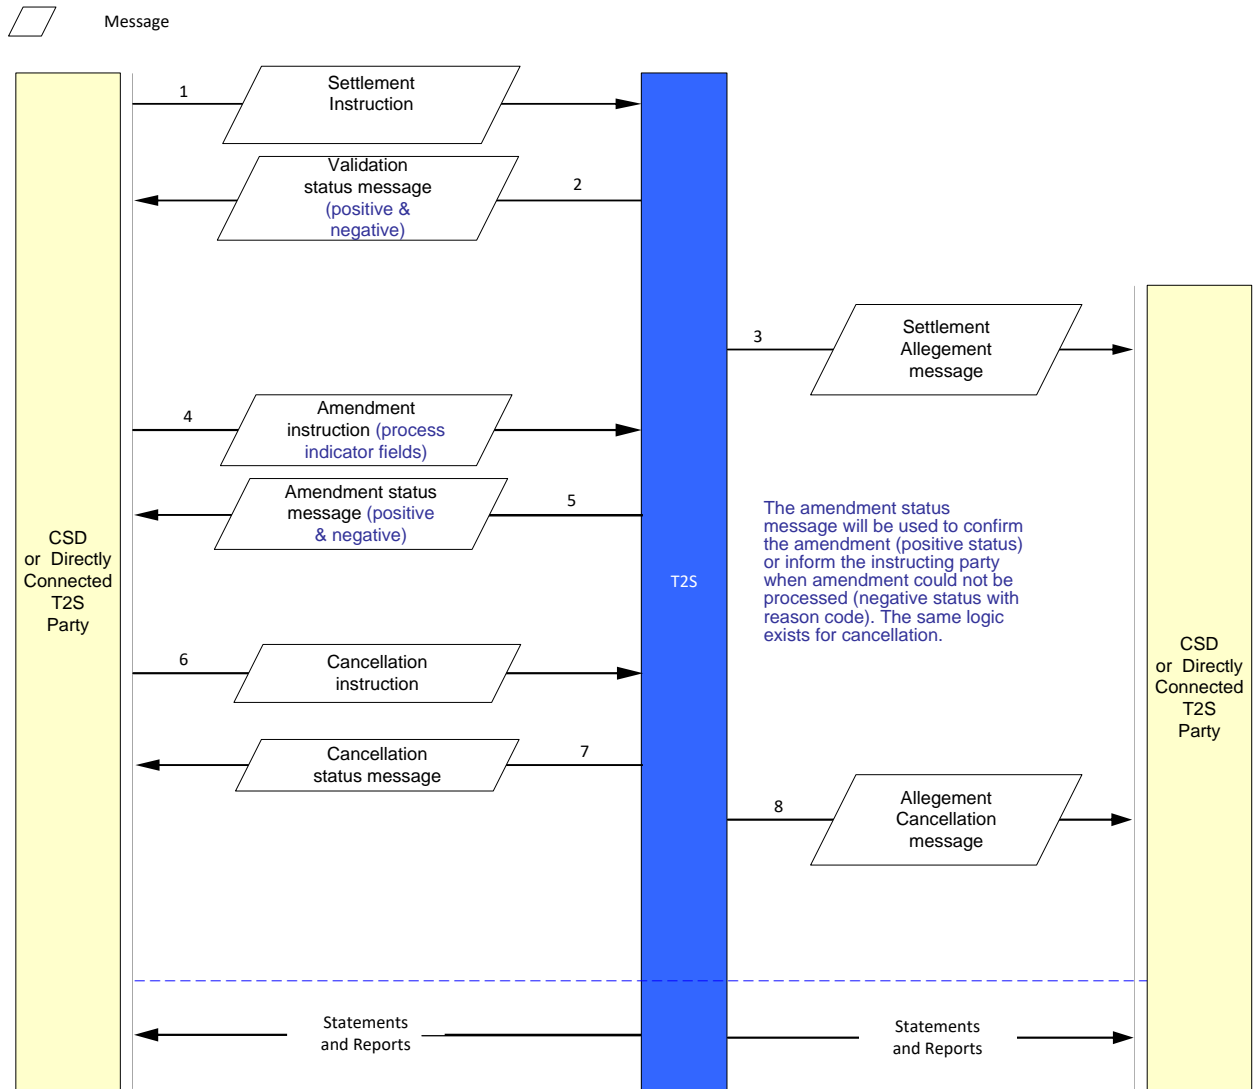 Message
1
Settlement
Instruction
Validation
status message
(positive &
negative)
2
3
Settlement
Allegement
message
4
Amendment
instruction (process
indicator fields)
Amendment status
message (positive
& negative)
5
The amendment status
message will be used to confirm
the amendment (positive status)
or inform the instructing party
when amendment could not be
processed (negative status with
reason code). The same logic
exists for cancellation.
CSD
or Directly
Connected
T2S
Party
T2S
CSD
or Directly
Connected
T2S
Party
6
Cancellation
instruction
Cancellation
status message
7
8
Allegement
Cancellation
message
Statements
and Reports
Statements
and Reports